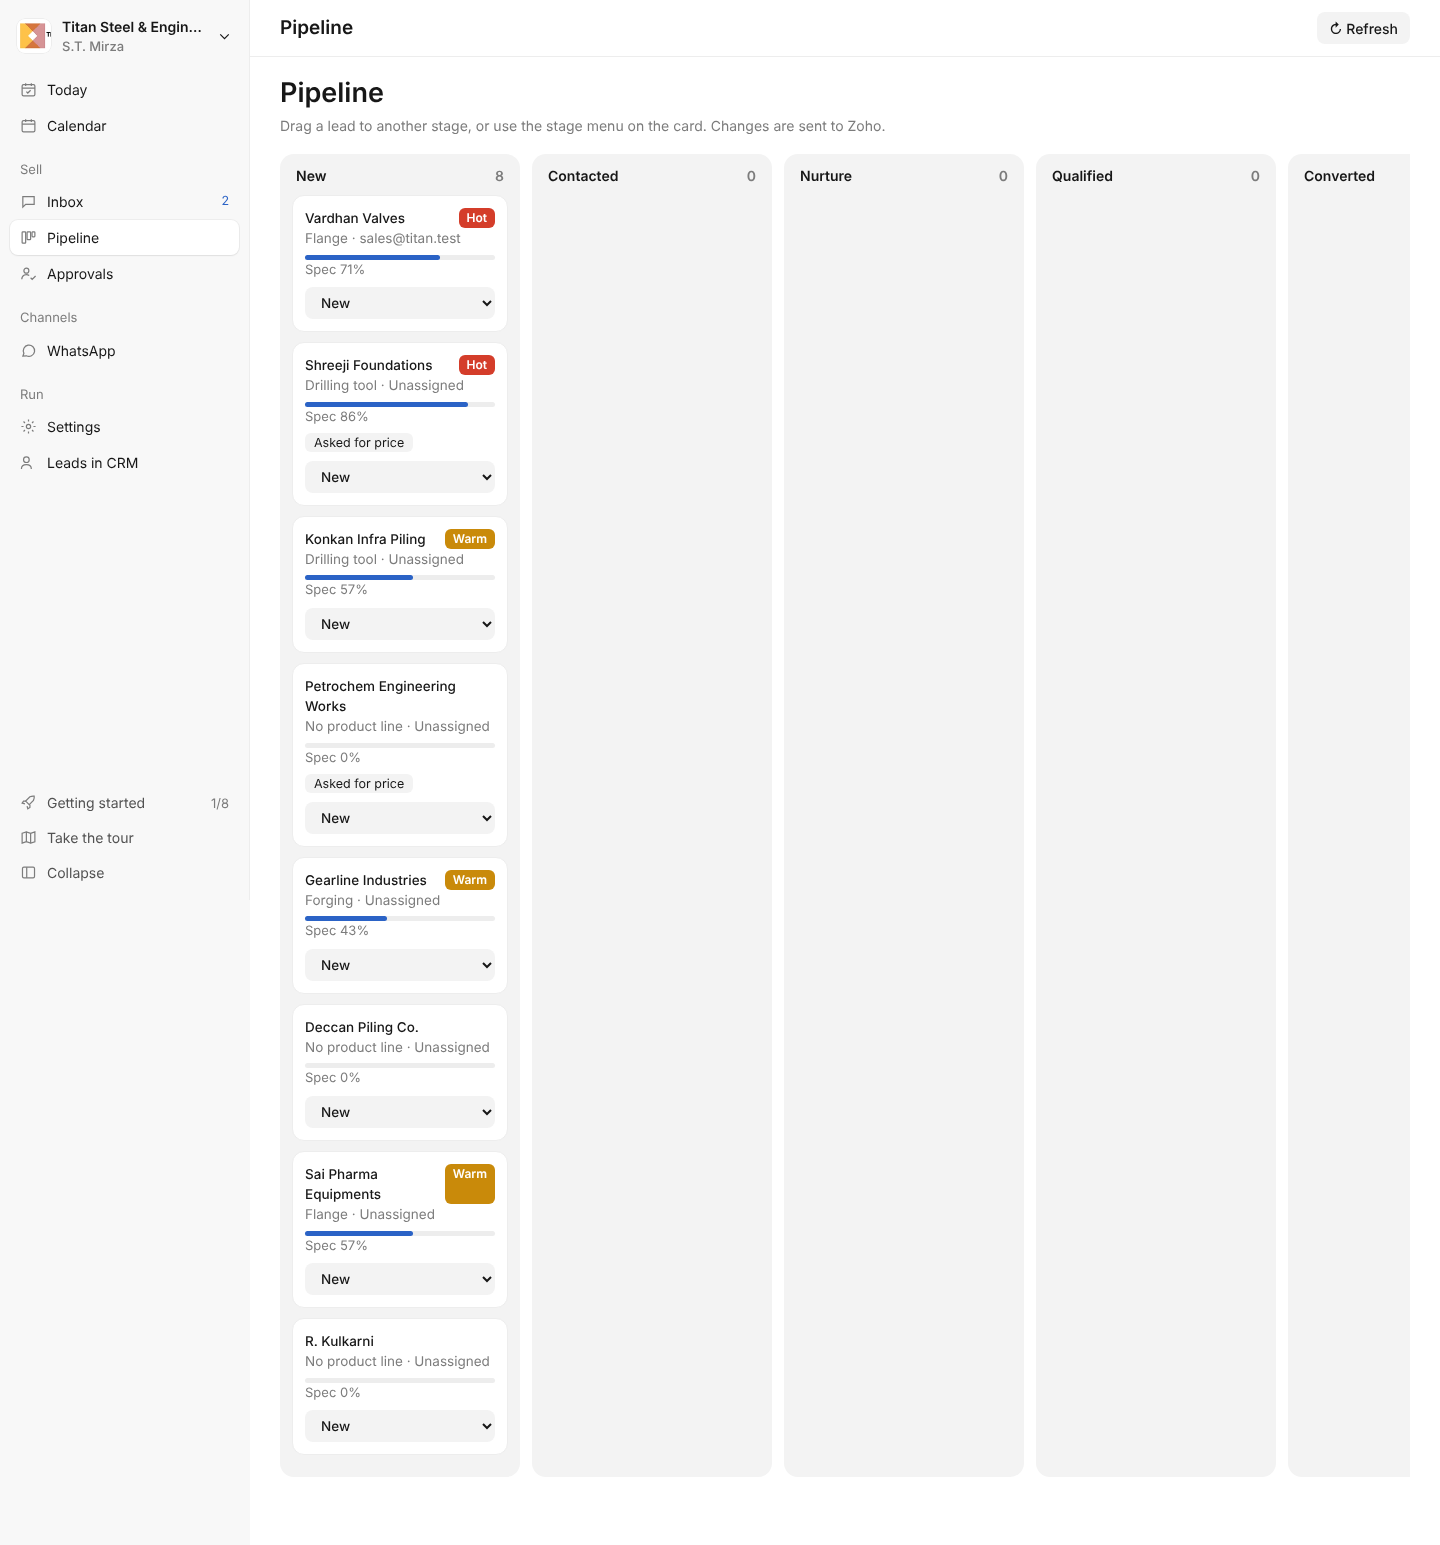 Titan Steel & Engin...
S.T. Mirza
Today
Calendar
Sell
Inbox 2
Pipeline
Approvals
Channels
WhatsApp
Run
Settings
Leads in CRM
Getting started 1/8
Take the tour
Collapse
Pipeline
Refresh
Pipeline
Drag a lead to another stage, or use the stage menu on the card. Changes are sent to Zoho.
New 8
Vardhan Valves Hot
Flange · sales@titan.test
Spec 71%
New
Shreeji Foundations Hot
Drilling tool · Unassigned
Spec 86%
Asked for price
New
Konkan Infra Piling Warm
Drilling tool · Unassigned
Spec 57%
New
Petrochem Engineering
Works
No product line · Unassigned
Spec 0%
Asked for price
New
Gearline Industries Warm
Forging · Unassigned
Spec 43%
New
Deccan Piling Co.
No product line · Unassigned
Spec 0%
New
Sai Pharma Warm
Equipments
Flange · Unassigned
Spec 57%
New
R. Kulkarni
No product line · Unassigned
Spec 0%
New
Contacted 0
Nurture 0
Qualified 0
Converted